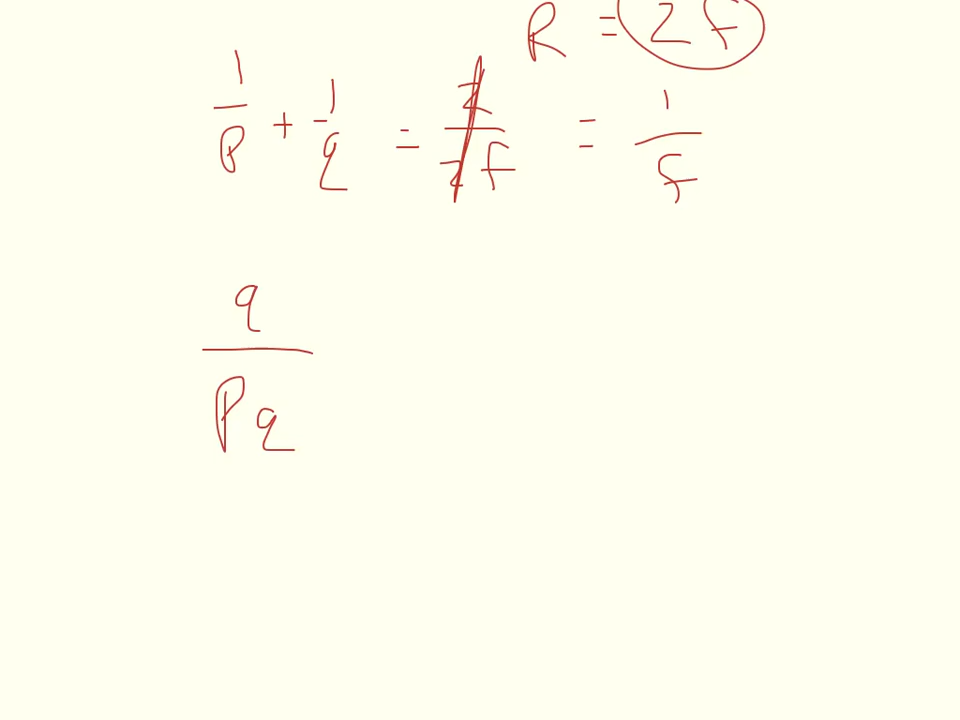 R = 2f
1/P + 1/q = 2/2f = 1/f
q/Pq